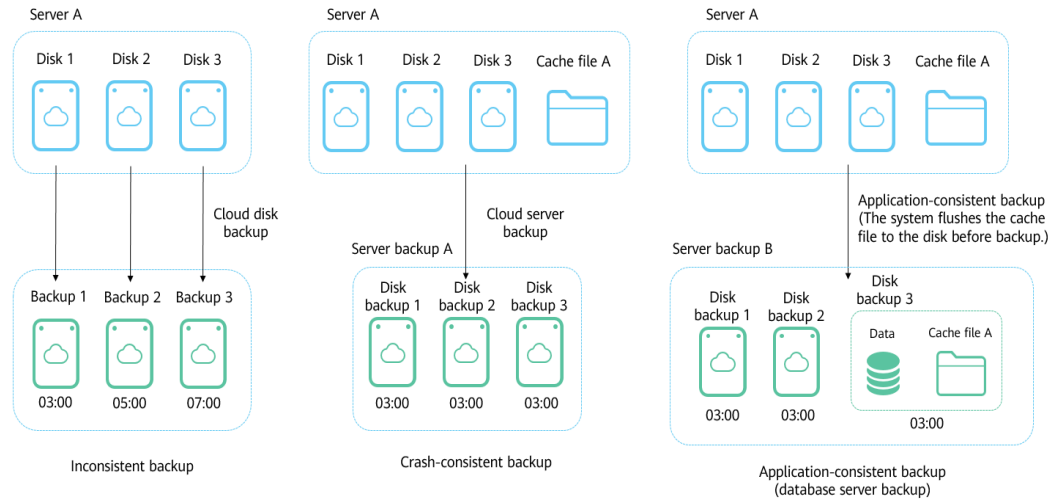 Server A
Disk 1 Disk 2 Disk 3
Cloud disk
backup
Backup 1 Backup 2 Backup 3
03:00 05:00 07:00
Inconsistent backup
Server A
Disk 1 Disk 2 Disk 3 Cache file A
Cloud server
backup
Server backup A
Disk Disk Disk
backup 1 backup 2 backup 3
03:00 03:00 03:00
Crash-consistent backup
Server A
Disk 1 Disk 2 Disk 3 Cache file A
Application-consistent backup
(The system flushes the cache
file to the disk before backup.)
Server backup B
Disk
backup 1
Disk
backup 2
Disk
backup 3
Data Cache file A
03:00 03:00 03:00
Application-consistent backup
(database server backup)